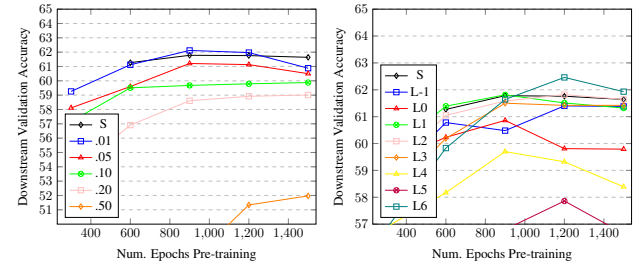 65
64
63
62
61
60
59
58
57
56
55
54
53
52
51
Downstream Validation Accuracy
S
.01
.05
.10
.20
.50
400 600 800 1,000 1,200 1,400
Num. Epochs Pre-training
65
64
63
62
61
60
59
58
57
Downstream Validation Accuracy
S
L-1
L0
L1
L2
L3
L4
L5
L6
400 600 800 1,000 1,200 1,400
Num. Epochs Pre-training